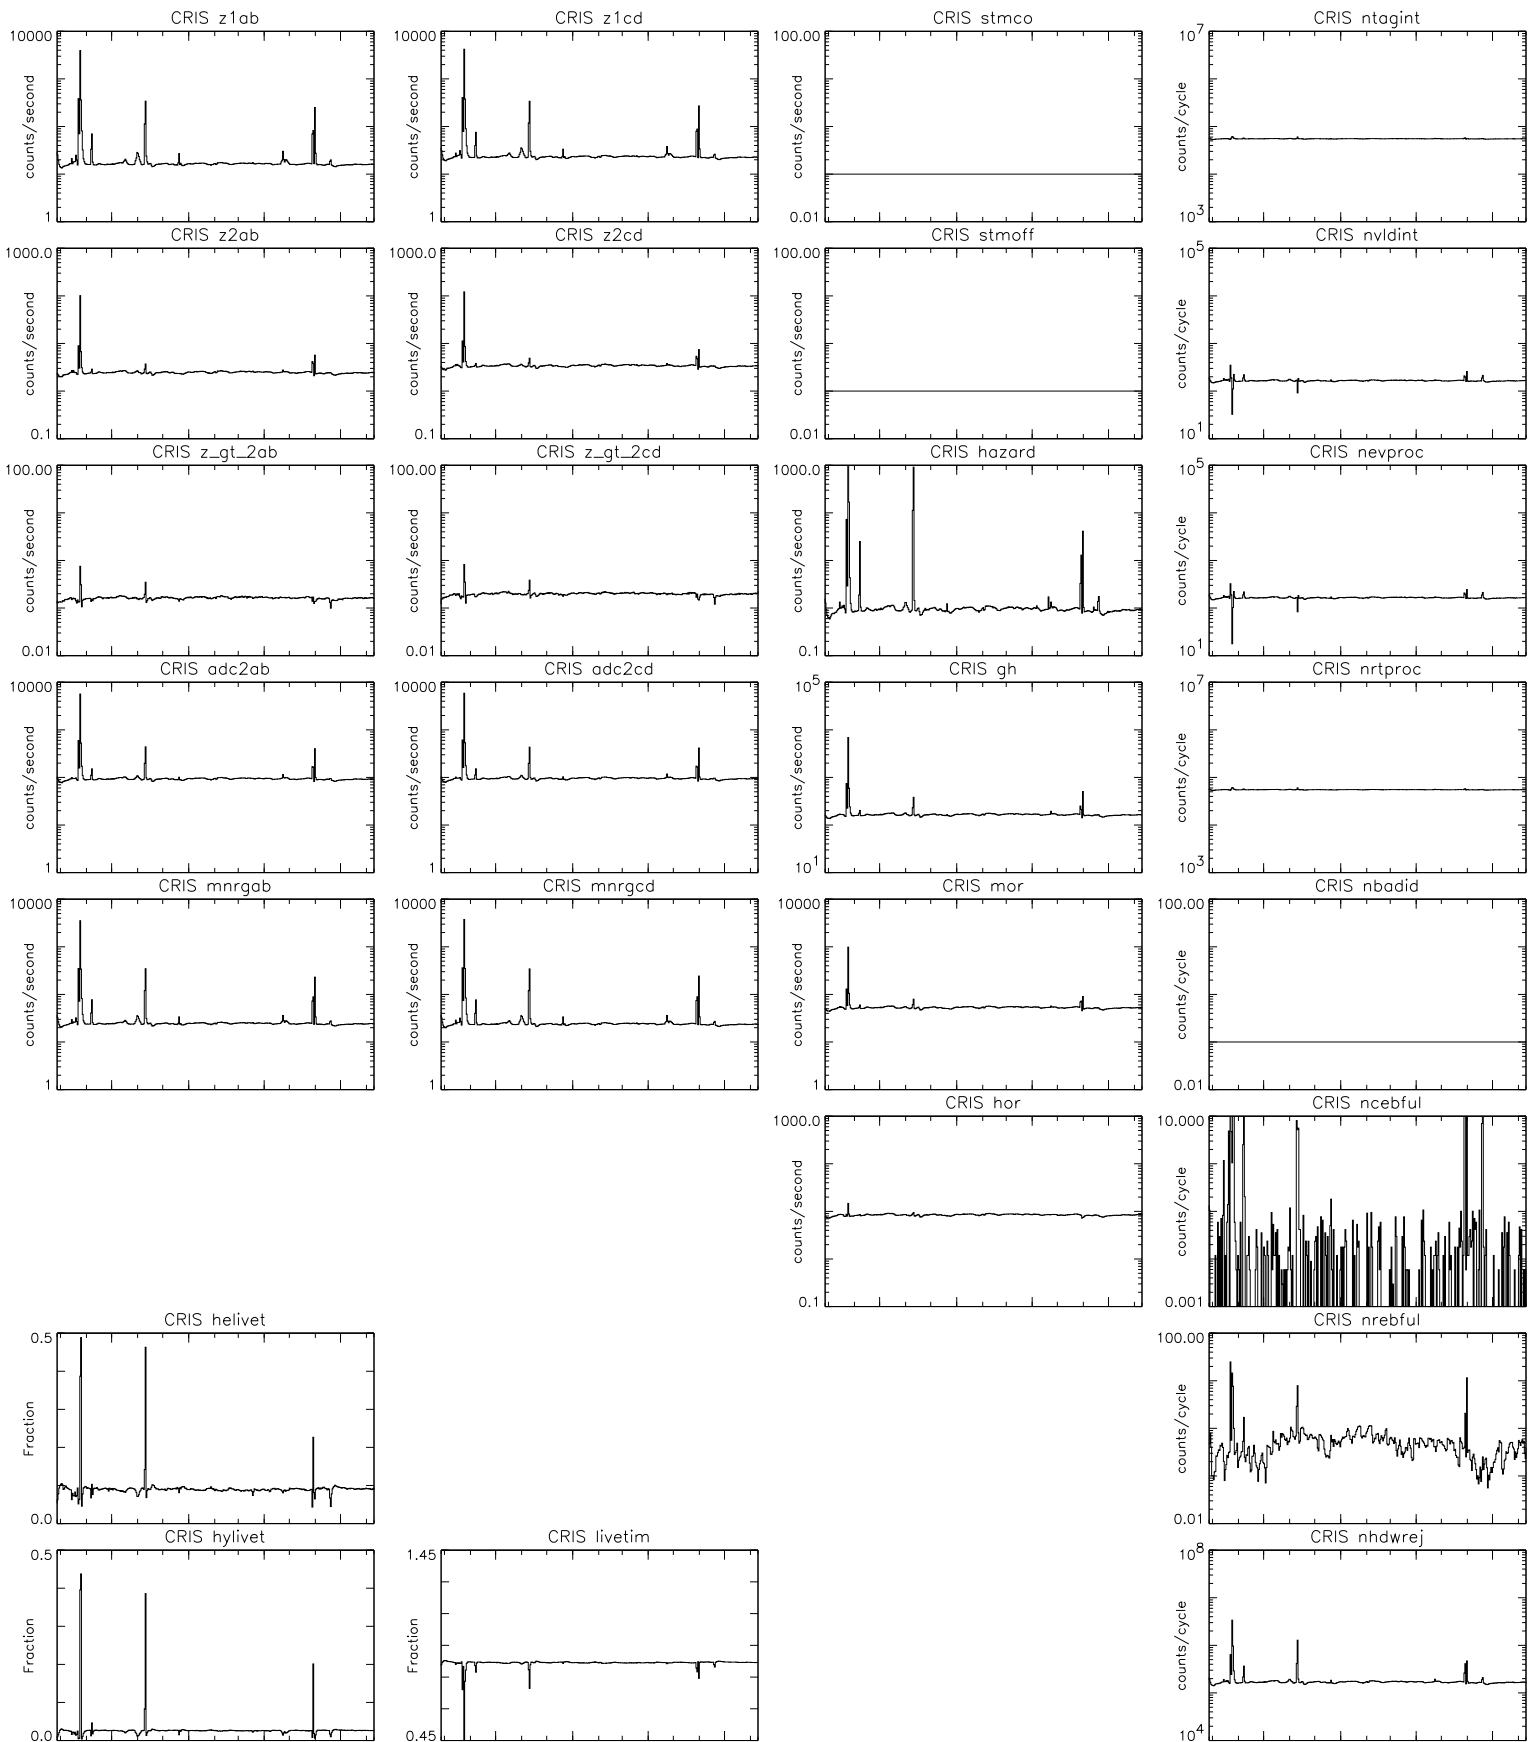 CRIS z1ab
10000
counts/second
1
CRIS z1cd
10000
counts/second
1
CRIS stmco
100.00
counts/second
0.01
CRIS ntagint
10^7
counts/cycle
10^3
CRIS z2ab
1000.0
counts/second
0.1
CRIS z2cd
1000.0
counts/second
0.1
CRIS stmoff
100.00
counts/second
0.01
CRIS nvldint
10^5
counts/cycle
10^1
CRIS z_gt_2ab
100.00
counts/second
0.01
CRIS z_gt_2cd
100.00
counts/second
0.01
CRIS hazard
1000.0
counts/second
0.1
CRIS nevproc
10^5
counts/cycle
10^1
CRIS adc2ab
10000
counts/second
1
CRIS adc2cd
10000
counts/second
1
CRIS gh
10^5
counts/second
10^1
CRIS nrtproc
10^7
counts/cycle
10^3
CRIS mnrgab
10000
counts/second
1
CRIS mnrgcd
10000
counts/second
1
CRIS mor
10000
counts/second
1
CRIS nbadid
100.00
counts/cycle
0.01
CRIS hor
1000.0
counts/second
0.1
CRIS ncebful
10.000
counts/cycle
0.001
CRIS helivet
0.5
Fraction
0.0
CRIS nrebful
100.00
counts/cycle
0.01
CRIS hylivet
0.5
Fraction
0.0
CRIS livetim
1.45
Fraction
0.45
CRIS nhdwrej
10^8
counts/cycle
10^4